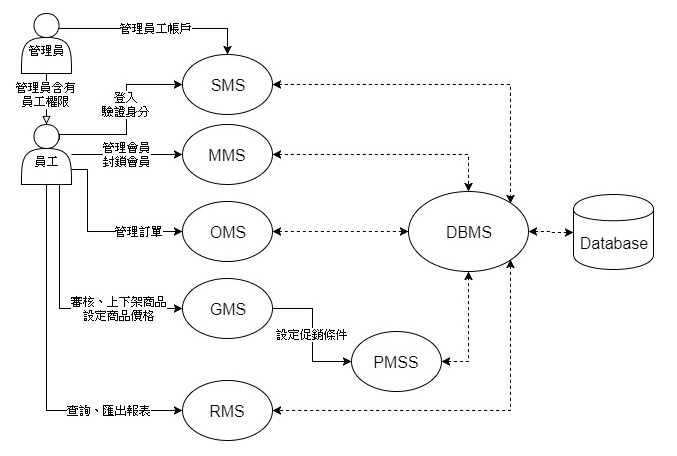 管理員
管理員工帳戶
管理員含有
員工權限
SMS
登入
驗證身分
員工
管理會員
封鎖會員
MMS
管理訂單
OMS
DBMS
Database
審核、上下架商品
設定商品價格
GMS
設定促銷條件
PMSS
查詢、匯出報表
RMS